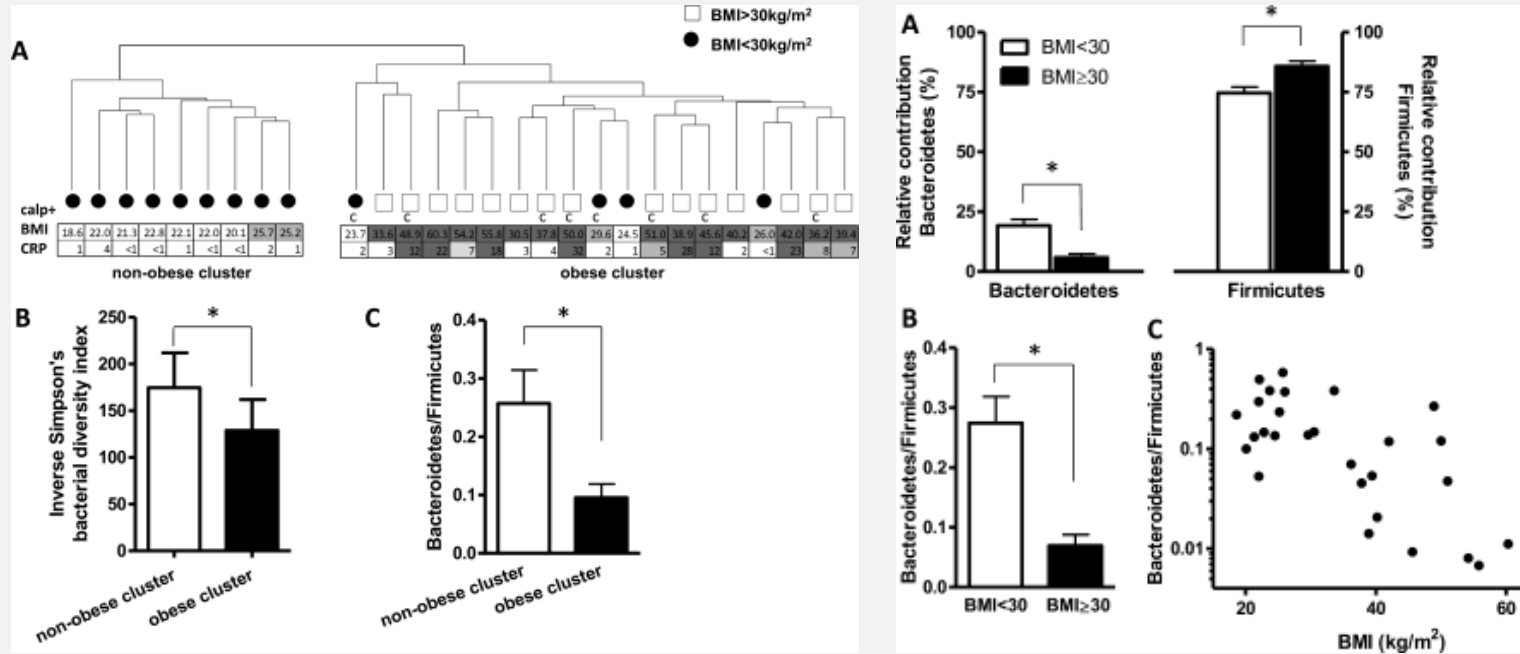 BMI>30kg/m²
BMI<30kg/m²
A
calp+
c c c c c c c c
BMI 18.6 22.0 21.3 22.8 22.1 22.0 20.1 25.7 25.2 23.7 33.6 48.9 60.3 54.2 55.8 30.5 37.8 50.0 29.6 24.5 51.0 38.9 45.6 40.2 26.0 42.0 36.2 39.4
CRP 1 4 <1 <1 1 <1 <1 2 1 2 3 12 22 7 18 3 4 32 2 1 5 28 12 2 <1 23 8 7
non-obese cluster
obese cluster
B
Inverse Simpson's
bacterial diversity index
250
200
150
100
50
0
*
non-obese cluster
obese cluster
C
Bacteroidetes/Firmicutes
0.4
0.3
0.2
0.1
0.0
*
non-obese cluster
obese cluster
A
Relative contribution
Bacteroidetes (%)
100
75
50
25
0
BMI<30
BMI≥30
*
*
100
75
50
25
0
Relative contribution
Firmicutes (%)
Bacteroidetes
Firmicutes
B
Bacteroidetes/Firmicutes
0.4
0.3
0.2
0.1
0.0
*
BMI<30
BMI≥30
C
Bacteroidetes/Firmicutes
1
0.1
0.01
20
40
60
BMI (kg/m²)